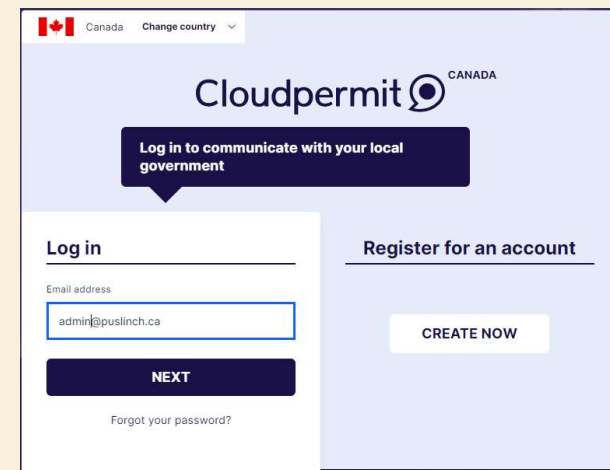 Canada Change country
Cloudpermit CANADA
Log in to communicate with your local
government
Log in
Email address
admin@puslinch.ca
NEXT
Forgot your password?
Register for an account
CREATE NOW